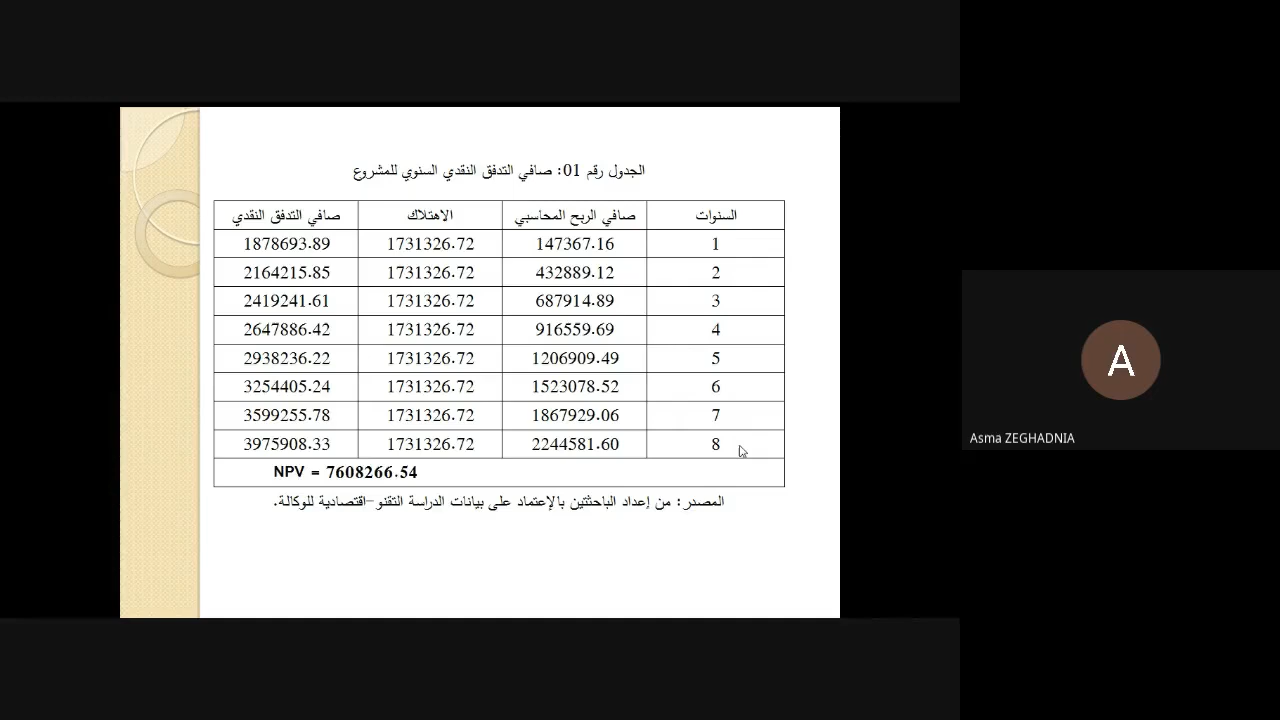 الجدول رقم 01: صافي التدفق النقدي السنوي للمشروع
السنوات صافي الربح المحاسبي الاهتلاك صافي التدفق النقدي
1 147367.16 1731326.72 1878693.89
2 432889.12 1731326.72 2164215.85
3 687914.89 1731326.72 2419241.61
4 916559.69 1731326.72 2647886.42
5 1206909.49 1731326.72 2938236.22
6 1523078.52 1731326.72 3254405.24
7 1867929.06 1731326.72 3599255.78
8 2244581.60 1731326.72 3975908.33
NPV = 7608266.54
المصدر: من إعداد الباحثتين بالإعتماد على بيانات الدراسة التقنو-اقتصادية للوكالة.
A
Asma ZEGHADNIA